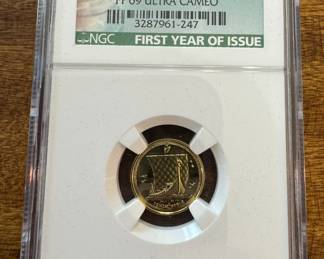 PF 69 ULTRA CAMEO
3287961-247
NGC FIRST YEAR OF ISSUE